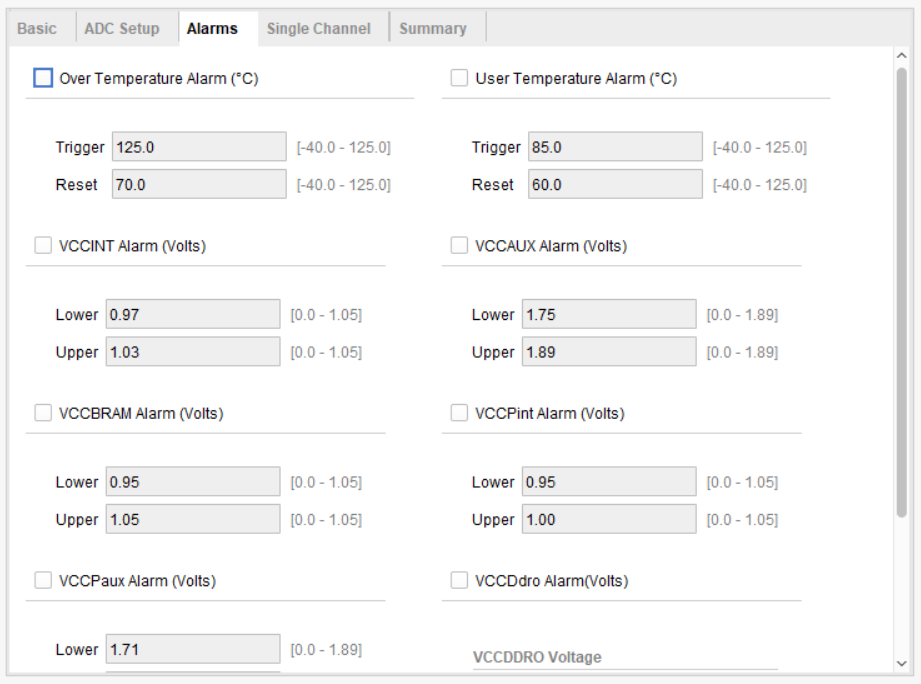 Basic ADC Setup Alarms Single Channel Summary
Over Temperature Alarm (°C) User Temperature Alarm (°C)
Trigger 125.0 [-40.0 - 125.0] Trigger 85.0 [-40.0 - 125.0]
Reset 70.0 [-40.0 - 125.0] Reset 60.0 [-40.0 - 125.0]
VCCINT Alarm (Volts) VCCAUX Alarm (Volts)
Lower 0.97 [0.0 - 1.05] Lower 1.75 [0.0 - 1.89]
Upper 1.03 [0.0 - 1.05] Upper 1.89 [0.0 - 1.89]
VCCBRAM Alarm (Volts) VCCPint Alarm (Volts)
Lower 0.95 [0.0 - 1.05] Lower 0.95 [0.0 - 1.05]
Upper 1.05 [0.0 - 1.05] Upper 1.00 [0.0 - 1.05]
VCCPaux Alarm (Volts) VCCDdro Alarm(Volts)
Lower 1.71 [0.0 - 1.89] VCCDDRO Voltage